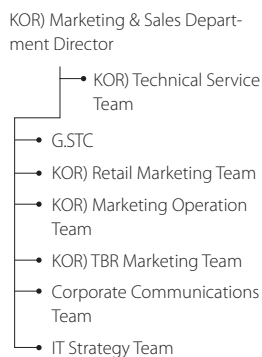 KOR) Marketing & Sales Depart-
ment Director
KOR) Technical Service
Team
G.STC
KOR) Retail Marketing Team
KOR) Marketing Operation
Team
KOR) TBR Marketing Team
Corporate Communications
Team
IT Strategy Team